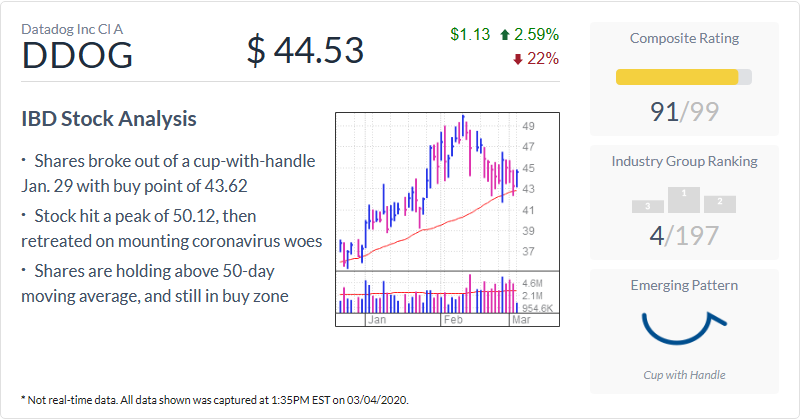 Datadog Inc Cl A
DDOG
$ 44.53
$1.13 2.59%
22%
IBD Stock Analysis
· Shares broke out of a cup-with-handle
Jan. 29 with buy point of 43.62
· Stock hit a peak of 50.12, then
retreated on mounting coronavirus woes
· Shares are holding above 50-day
moving average, and still in buy zone
49
47
45
43
41
39
37
4.6M
2.1M
954.6K
Jan Feb Mar
Composite Rating
91/99
Industry Group Ranking
3 1 2
4/197
Emerging Pattern
Cup with Handle
* Not real-time data. All data shown was captured at 1:35PM EST on 03/04/2020.